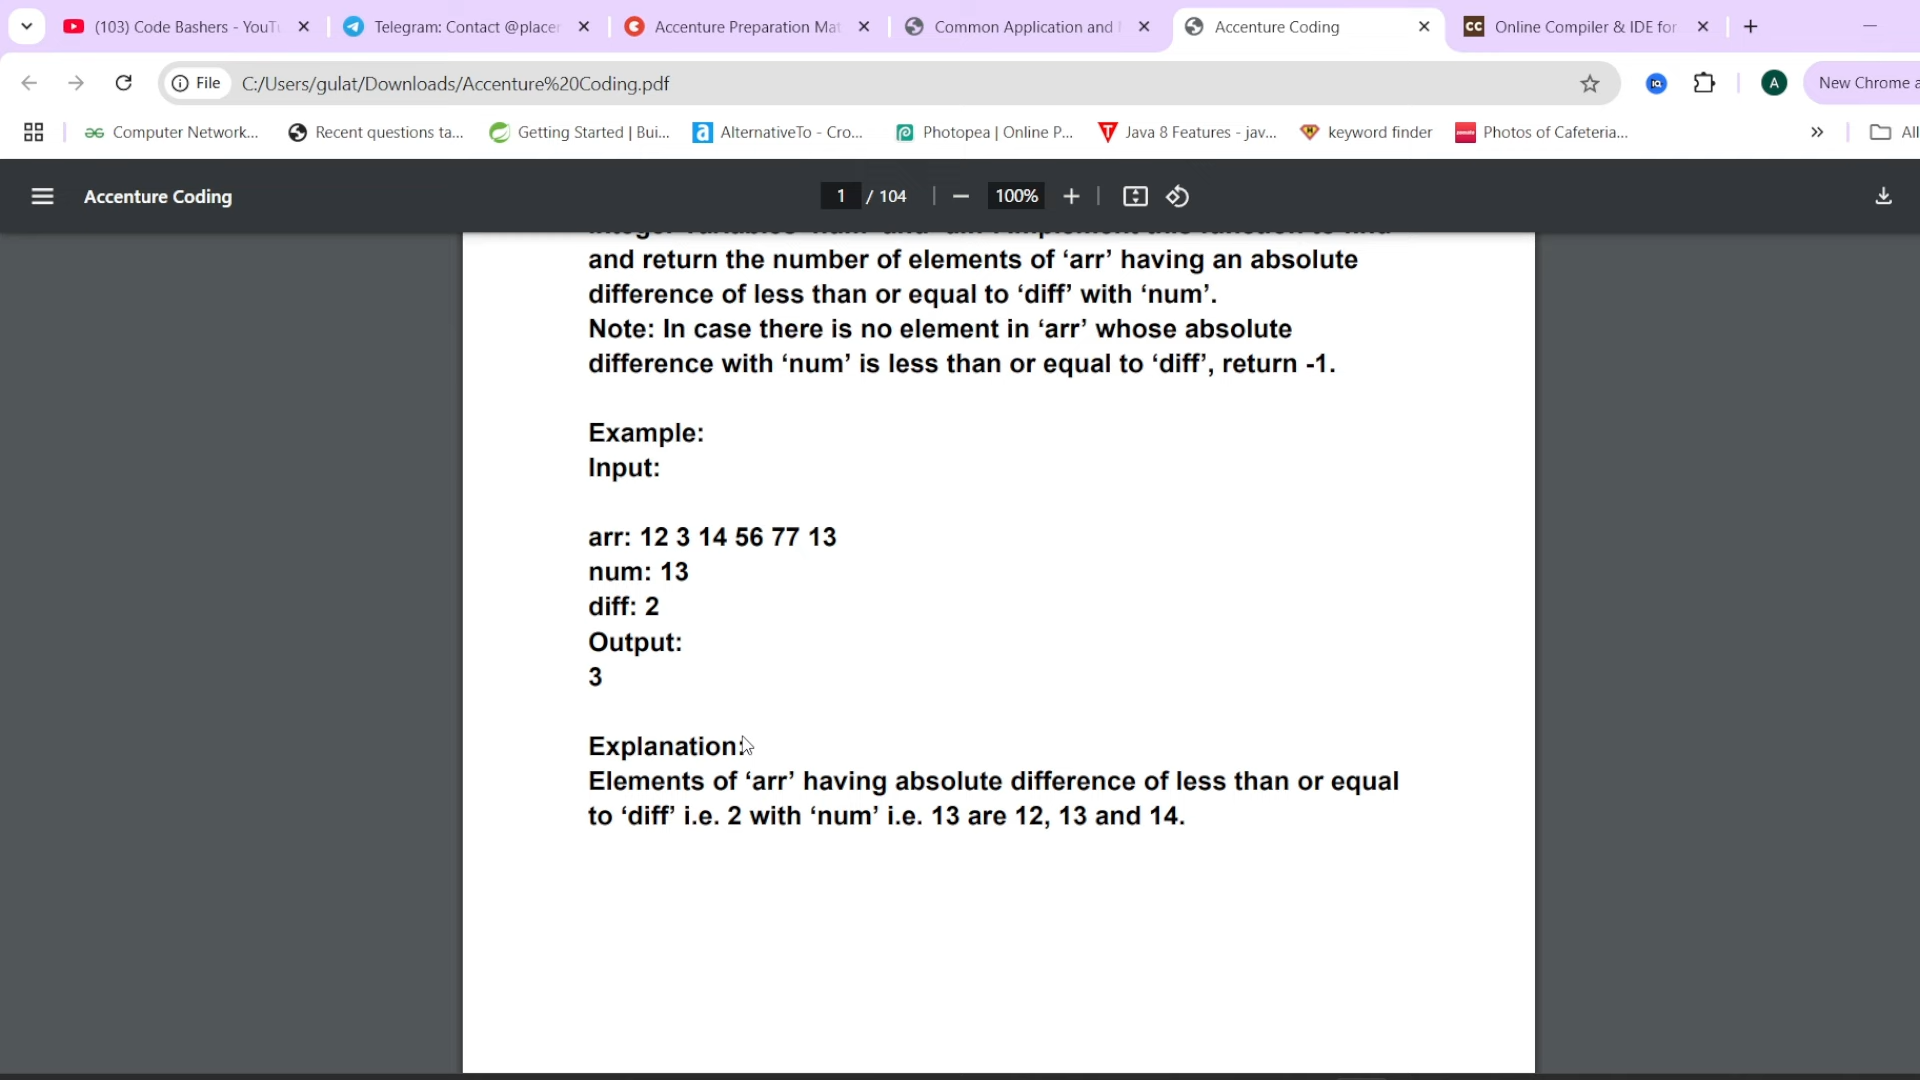 (103) Code Bashers - YouTu
Telegram: Contact @placer
Accenture Preparation Mat
Common Application and
Accenture Coding
CC Online Compiler & IDE for
File C:/Users/gulat/Downloads/Accenture%20Coding.pdf
A
New Chrome a
Computer Network...
Recent questions ta...
Getting Started | Bui...
AlternativeTo - Cro...
Photopea | Online P...
Java 8 Features - jav...
keyword finder
Photos of Cafeteria...
»
All
Accenture Coding
1 / 104
100%
and return the number of elements of ‘arr’ having an absolute
difference of less than or equal to ‘diff’ with ‘num’.
Note: In case there is no element in ‘arr’ whose absolute
difference with ‘num’ is less than or equal to ‘diff’, return -1.
Example:
Input:
arr: 12 3 14 56 77 13
num: 13
diff: 2
Output:
3
Explanation:
Elements of ‘arr’ having absolute difference of less than or equal
to ‘diff’ i.e. 2 with ‘num’ i.e. 13 are 12, 13 and 14.